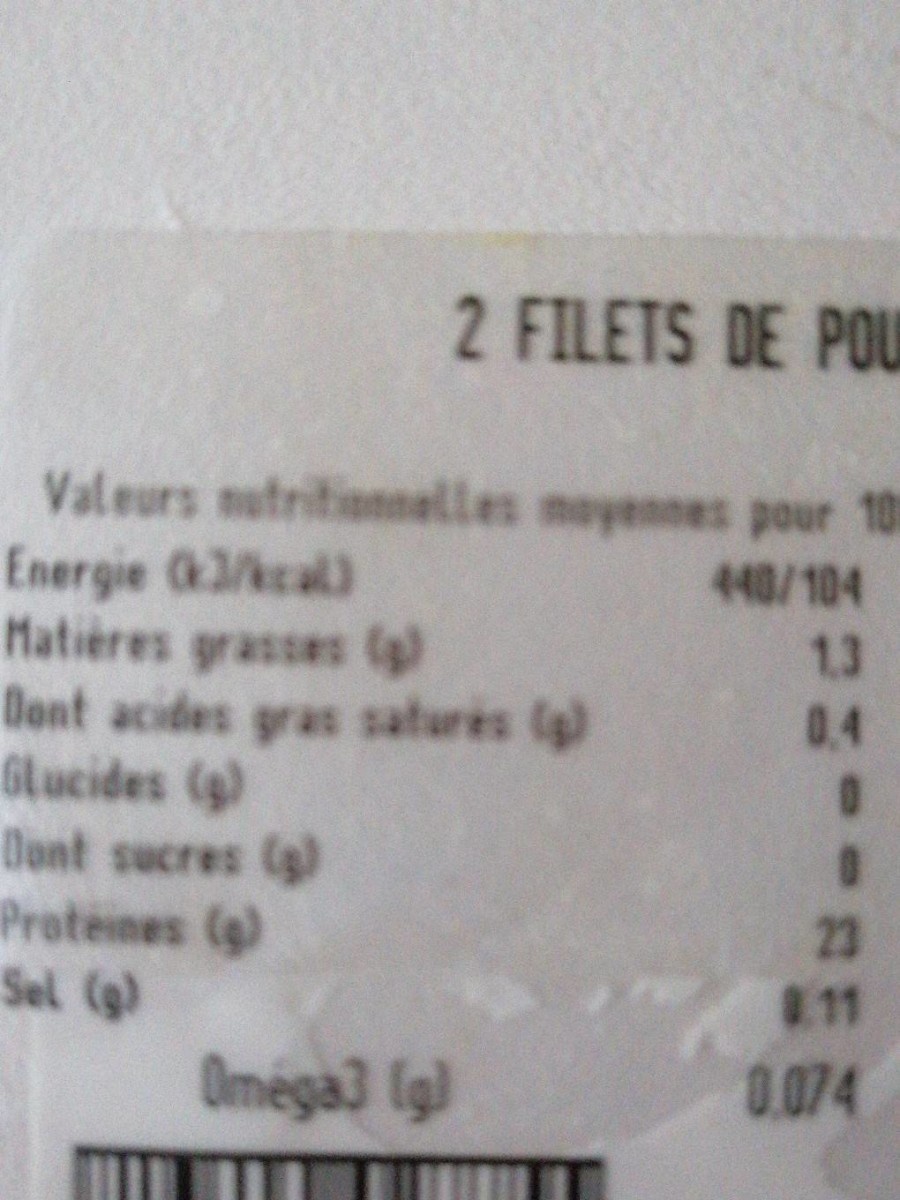 2 FILETS DE POU
Valeurs nutritionnelles moyennes pour 10
Energie (kJ/kcal) 440/104
Matières grasses (g) 1,3
Dont acides gras saturés (g) 0,4
Glucides (g) 0
Dont sucres (g) 0
Protéines (g) 23
Sel (g) 0.11
Oméga3 (g) 0,074